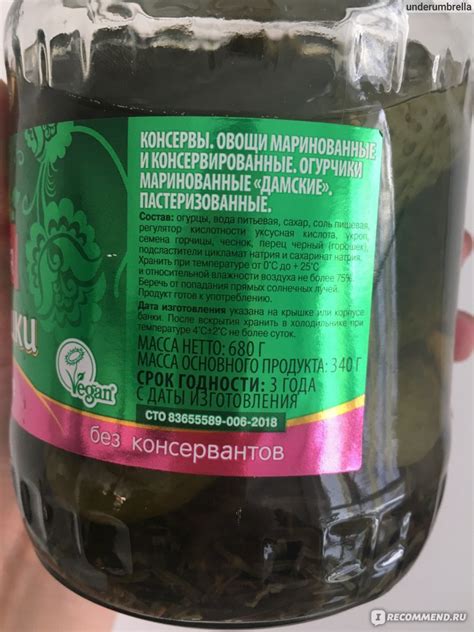 underumbrella
КОНСЕРВЫ. ОВОЩИ МАРИНОВАННЫЕ
И КОНСЕРВИРОВАННЫЕ. ОГУРЧИКИ
МАРИНОВАННЫЕ «ДАМСКИЕ».
ПАСТЕРИЗОВАННЫЕ.
Состав: огурцы, вода питьевая, сахар, соль пищевая,
регулятор кислотности уксусная кислота, укроп,
семена горчицы, чеснок, перец черный (горошек),
подсластители цикламат натрия и сахаринат натрия.
Хранить при температуре от 0°С до +25°С
и относительной влажности воздуха не более 75%.
Беречь от попадания прямых солнечных лучей.
Продукт готов к употреблению.
Дата изготовления указана на крышке или корпусе
банки. После вскрытия хранить в холодильнике при
температуре 4°С±2°С не более суток.
МАССА НЕТТО: 680 Г
МАССА ОСНОВНОГО ПРОДУКТА: 340 Г
СРОК ГОДНОСТИ: 3 ГОДА
С ДАТЫ ИЗГОТОВЛЕНИЯ
Vegan
СТО 83655589-006-2018
без консервантов
IRECOMMEND.RU